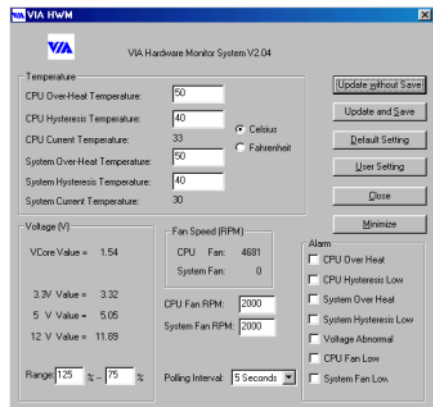 VIA HWM
VIA
VIA Hardware Monitor System V2.04
Temperature
CPU Over-Heat Temperature: 50
CPU Hysteresis Temperature: 40
CPU Current Temperature: 33
System Over-Heat Temperature: 50
System Hysteresis Temperature: 40
System Current Temperature: 30
Celsius
Fahrenheit
Update without Save
Update and Save
Default Setting
User Setting
Close
Minimize
Voltage (V)
VCore Value = 1.54
3.3V Value = 3.32
5 V Value = 5.05
12 V Value = 11.89
Range: 125 % ~ 75 %
Fan Speed (RPM)
CPU Fan: 4681
System Fan: 0
CPU Fan RPM: 2000
System Fan RPM: 2000
Polling Interval: 5 Seconds
Alarm
CPU Over Heat
CPU Hysteresis Low
System Over Heat
System Hysteresis Low
Voltage Abnormal
CPU Fan Low
System Fan Low